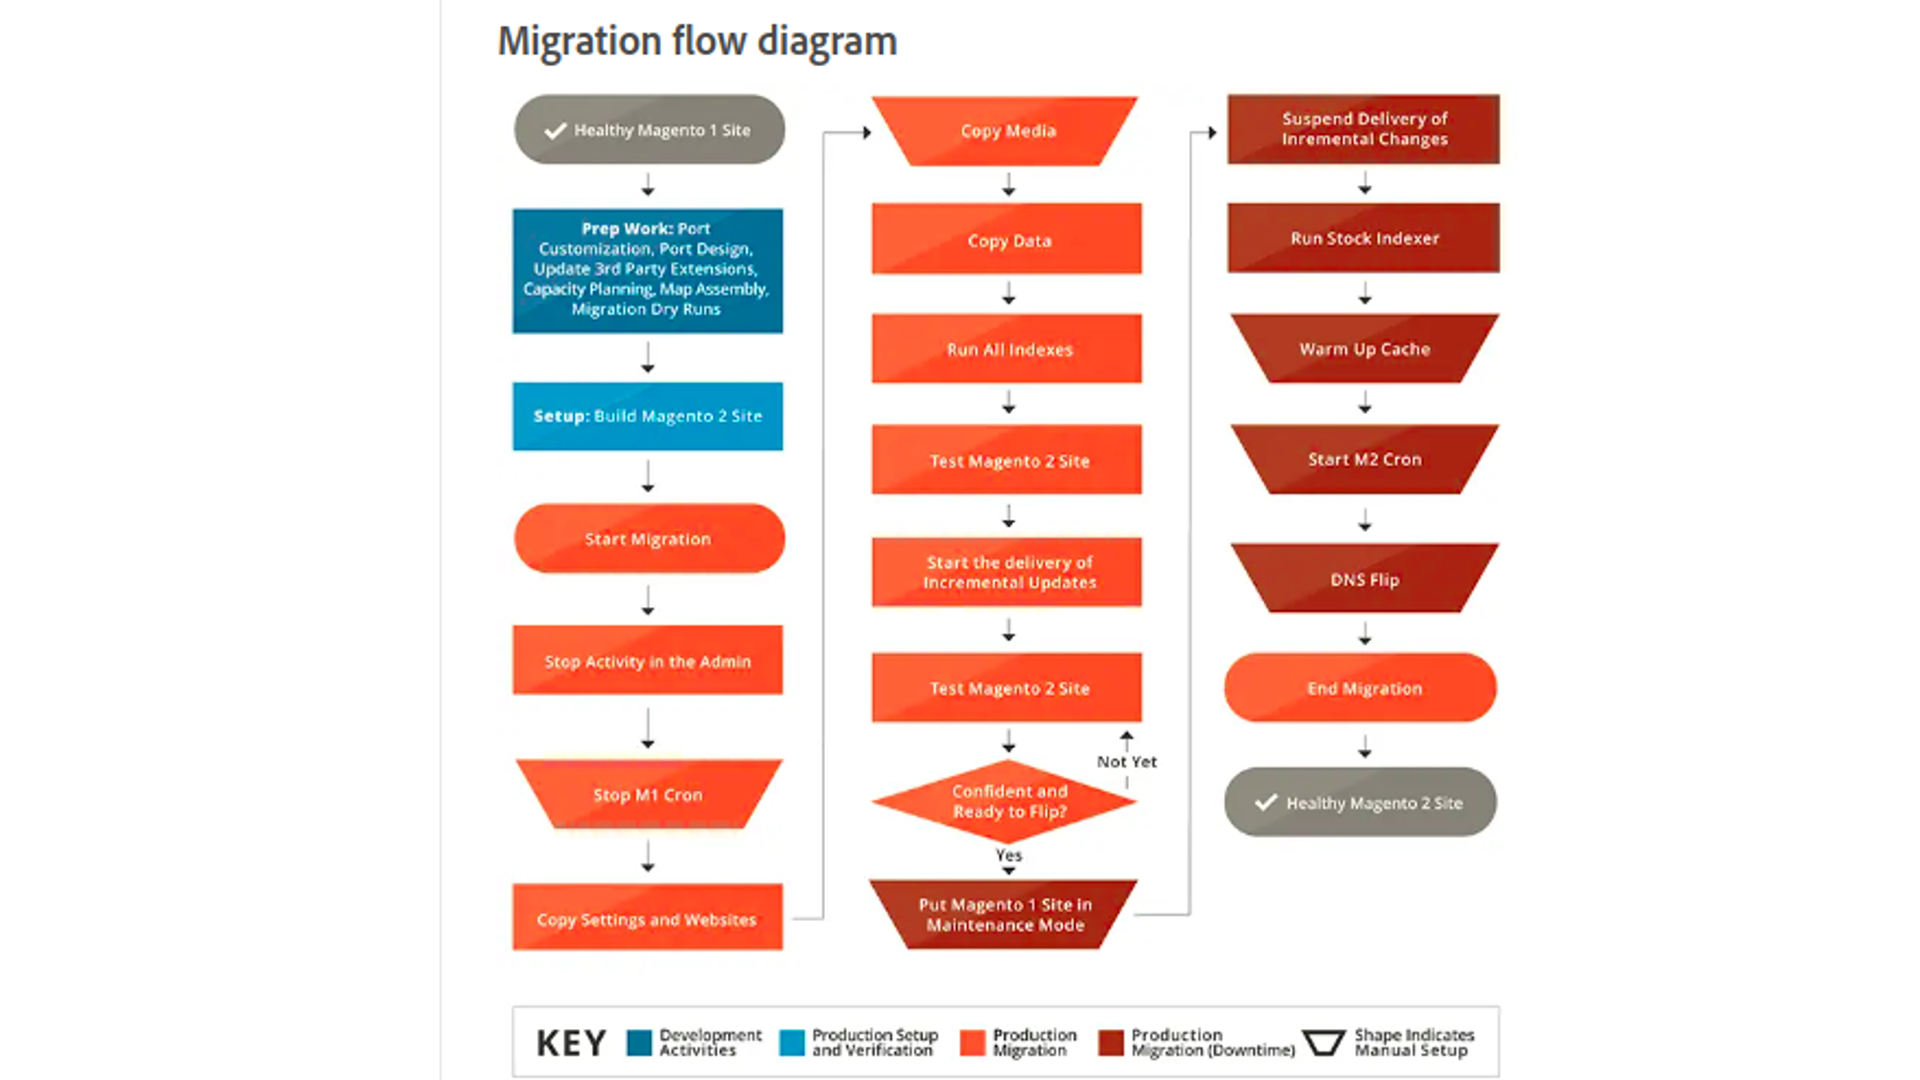 Migration flow diagram
Healthy Magento 1 Site
Prep Work: Port
Customization, Port Design,
Update 3rd Party Extensions,
Capacity Planning, Map Assembly,
Migration Dry Runs
Setup: Build Magento 2 Site
Start Migration
Stop Activity in the Admin
Stop M1 Cron
Copy Settings and Websites
Copy Media
Copy Data
Run All Indexes
Test Magento 2 Site
Start the delivery of
Incremental Updates
Test Magento 2 Site
Not Yet
Confident and
Ready to Flip?
Yes
Put Magento 1 Site in
Maintenance Mode
Suspend Delivery of
Inremental Changes
Run Stock Indexer
Warm Up Cache
Start M2 Cron
DNS Flip
End Migration
Healthy Magento 2 Site
KEY
Development
Activities
Production Setup
and Verification
Production
Migration
Production
Migration (Downtime)
Shape Indicates
Manual Setup